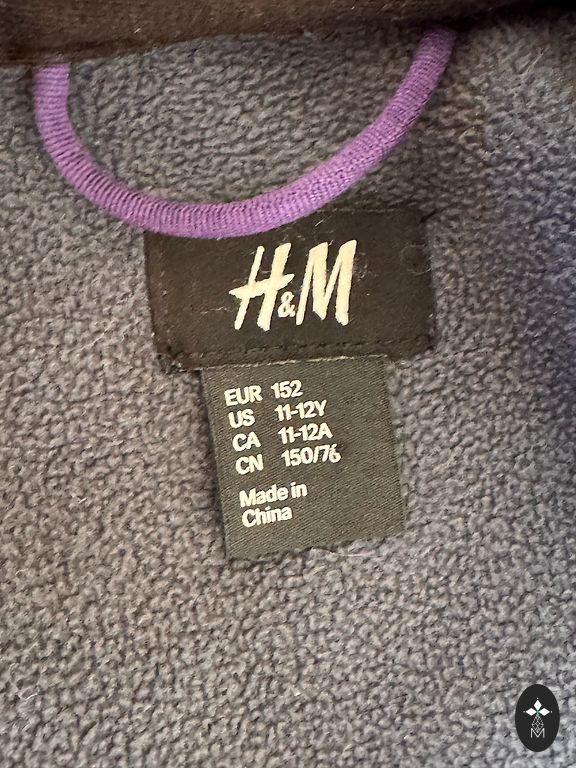 H&M
EUR 152
US 11-12Y
CA 11-12A
CN 150/76
Made in
China
M